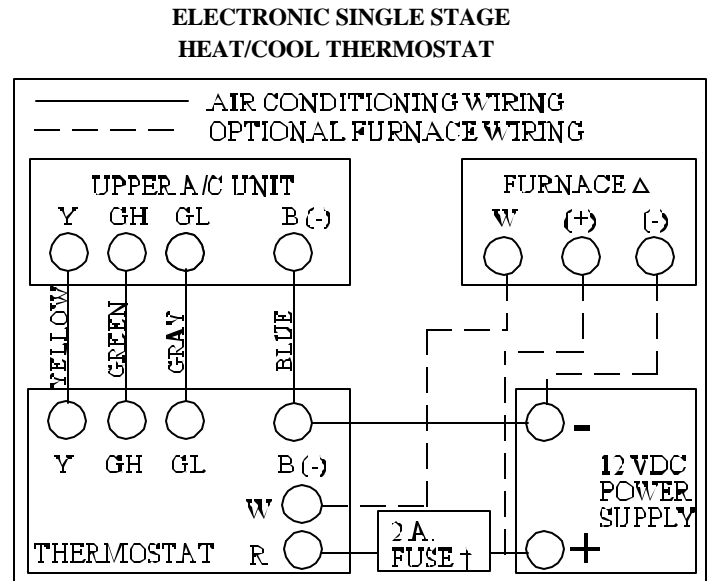 ELECTRONIC SINGLE STAGE
HEAT/COOL THERMOSTAT
AIR CONDITIONING WIRING
OPTIONAL FURNACE WIRING
UPPER A/C UNIT
Y GH GL B (-)
FURNACE Δ
W (+) (-)
YELLOW
GREEN
GRAY
BLUE
Y GH GL B (-)
-
12 VDC
POWER
SUPPLY
W
2 A.
FUSE †
THERMOSTAT R
+